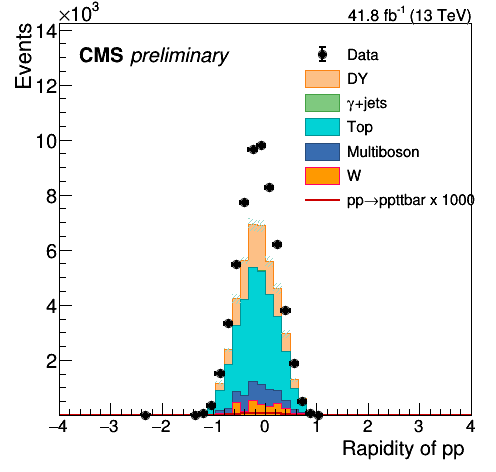 ×10³
41.8 fb⁻¹ (13 TeV)
Events
14
12
10
8
6
4
2
CMS preliminary
Data
DY
γ+jets
Top
Multiboson
W
pp→ppttbar x 1000
−4 −3 −2 −1 0 1 2 3 4
Rapidity of pp